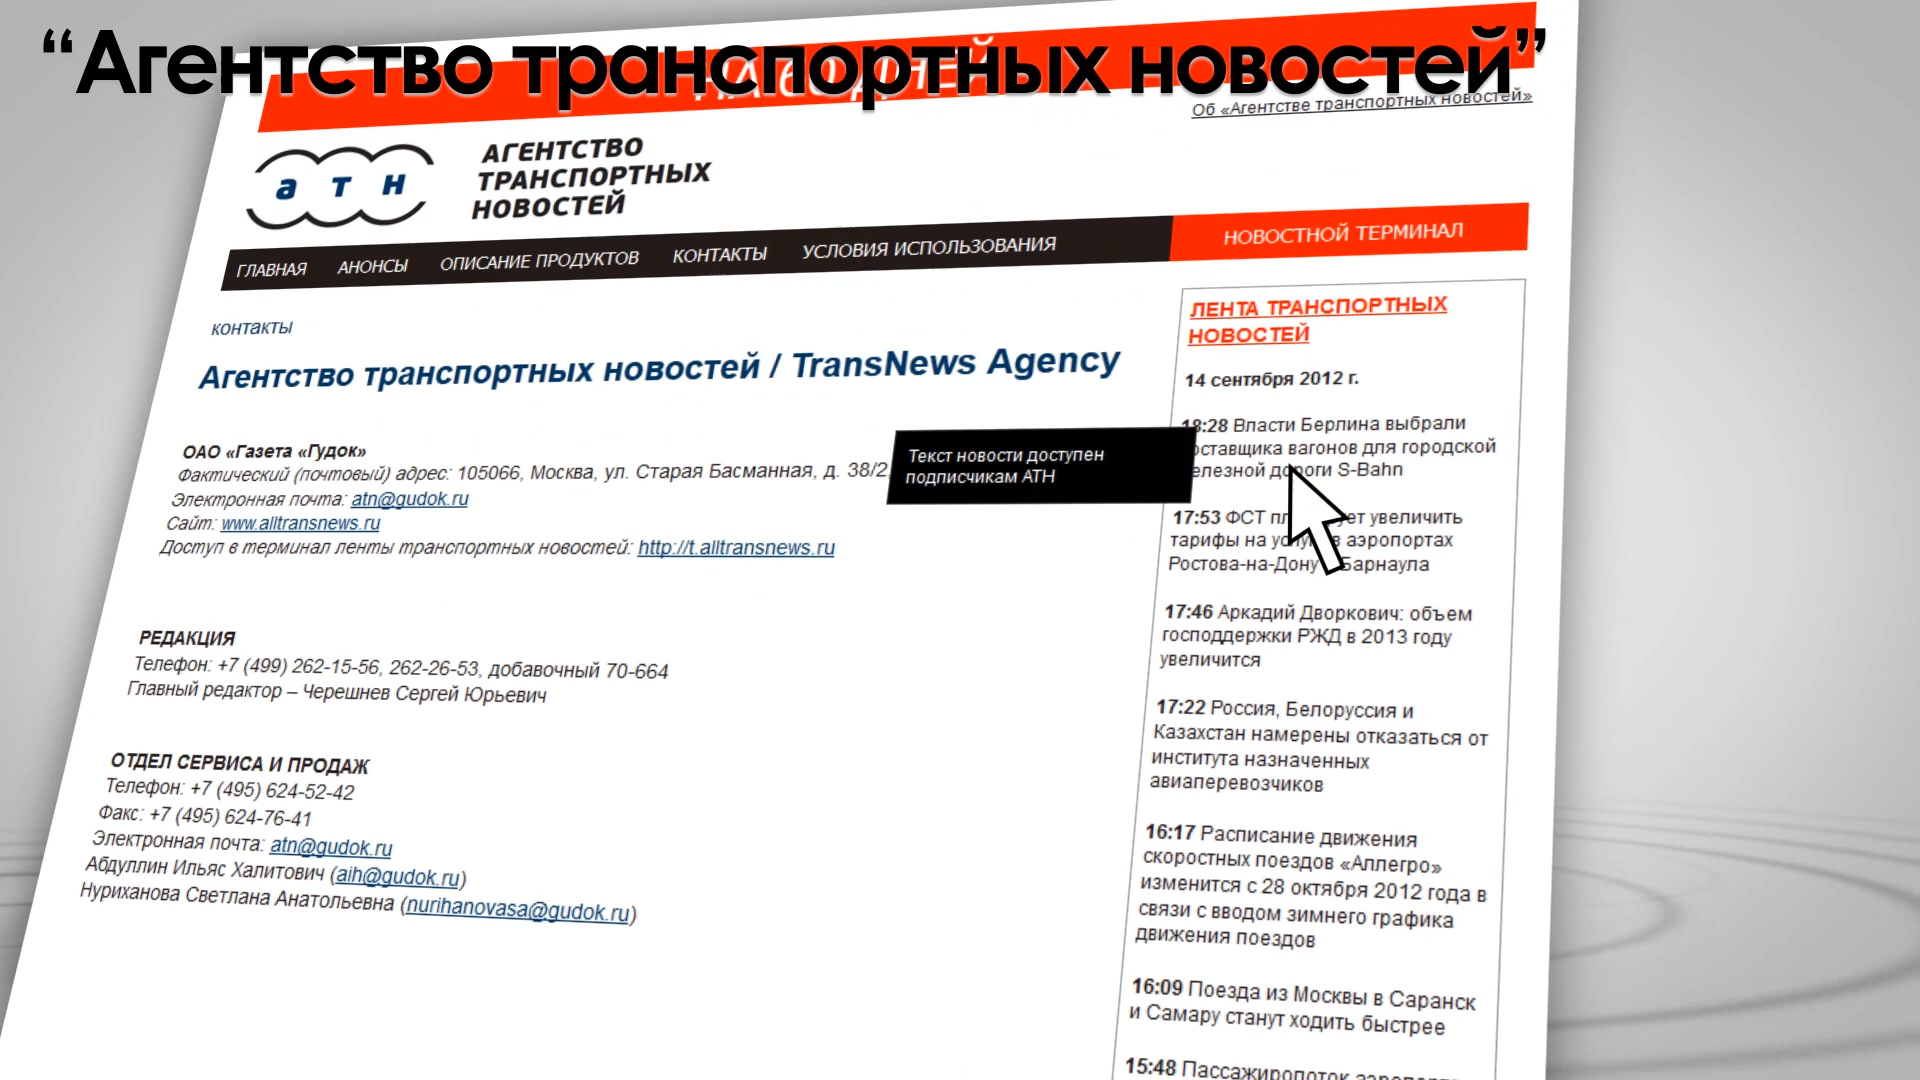 “Агентство транспортных новостей”
Об «Агентстве транспортных новостей»
а т н
АГЕНТСТВО
ТРАНСПОРТНЫХ
НОВОСТЕЙ
ГЛАВНАЯ АНОНСЫ ОПИСАНИЕ ПРОДУКТОВ КОНТАКТЫ УСЛОВИЯ ИСПОЛЬЗОВАНИЯ НОВОСТНОЙ ТЕРМИНАЛ
контакты
Агентство транспортных новостей / TransNews Agency
ОАО «Газета «Гудок»
Фактический (почтовый) адрес: 105066, Москва, ул. Старая Басманная, д. 38/2
Электронная почта: atn@gudok.ru
Сайт: www.alltransnews.ru
Доступ в терминал ленты транспортных новостей: http://t.alltransnews.ru
Текст новости доступен
подписчикам АТН
РЕДАКЦИЯ
Телефон: +7 (499) 262-15-56, 262-26-53, добавочный 70-664
Главный редактор – Черешнев Сергей Юрьевич
ОТДЕЛ СЕРВИСА И ПРОДАЖ
Телефон: +7 (495) 624-52-42
Факс: +7 (495) 624-76-41
Электронная почта: atn@gudok.ru
Абдуллин Ильяс Халитович (aih@gudok.ru)
Нуриханова Светлана Анатольевна (nurihanovasa@gudok.ru)
ЛЕНТА ТРАНСПОРТНЫХ
НОВОСТЕЙ
14 сентября 2012 г.
18:28 Власти Берлина выбрали
вагонов для городской
дороги S-Bahn
17:53 ФСТ увеличить
тарифы на аэропортах
Ростова-на-Дону Барнаула
17:46 Аркадий Дворкович: объем
господдержки РЖД в 2013 году
увеличится
17:22 Россия, Белоруссия и
Казахстан намерены отказаться от
института назначенных
авиаперевозчиков
16:17 Расписание движения
скоростных поездов «Аллегро»
изменится с 28 октября 2012 года в
связи с вводом зимнего графика
движения поездов
16:09 Поезда из Москвы в Саранск
и Самару станут ходить быстрее
15:48 Пассажиропоток